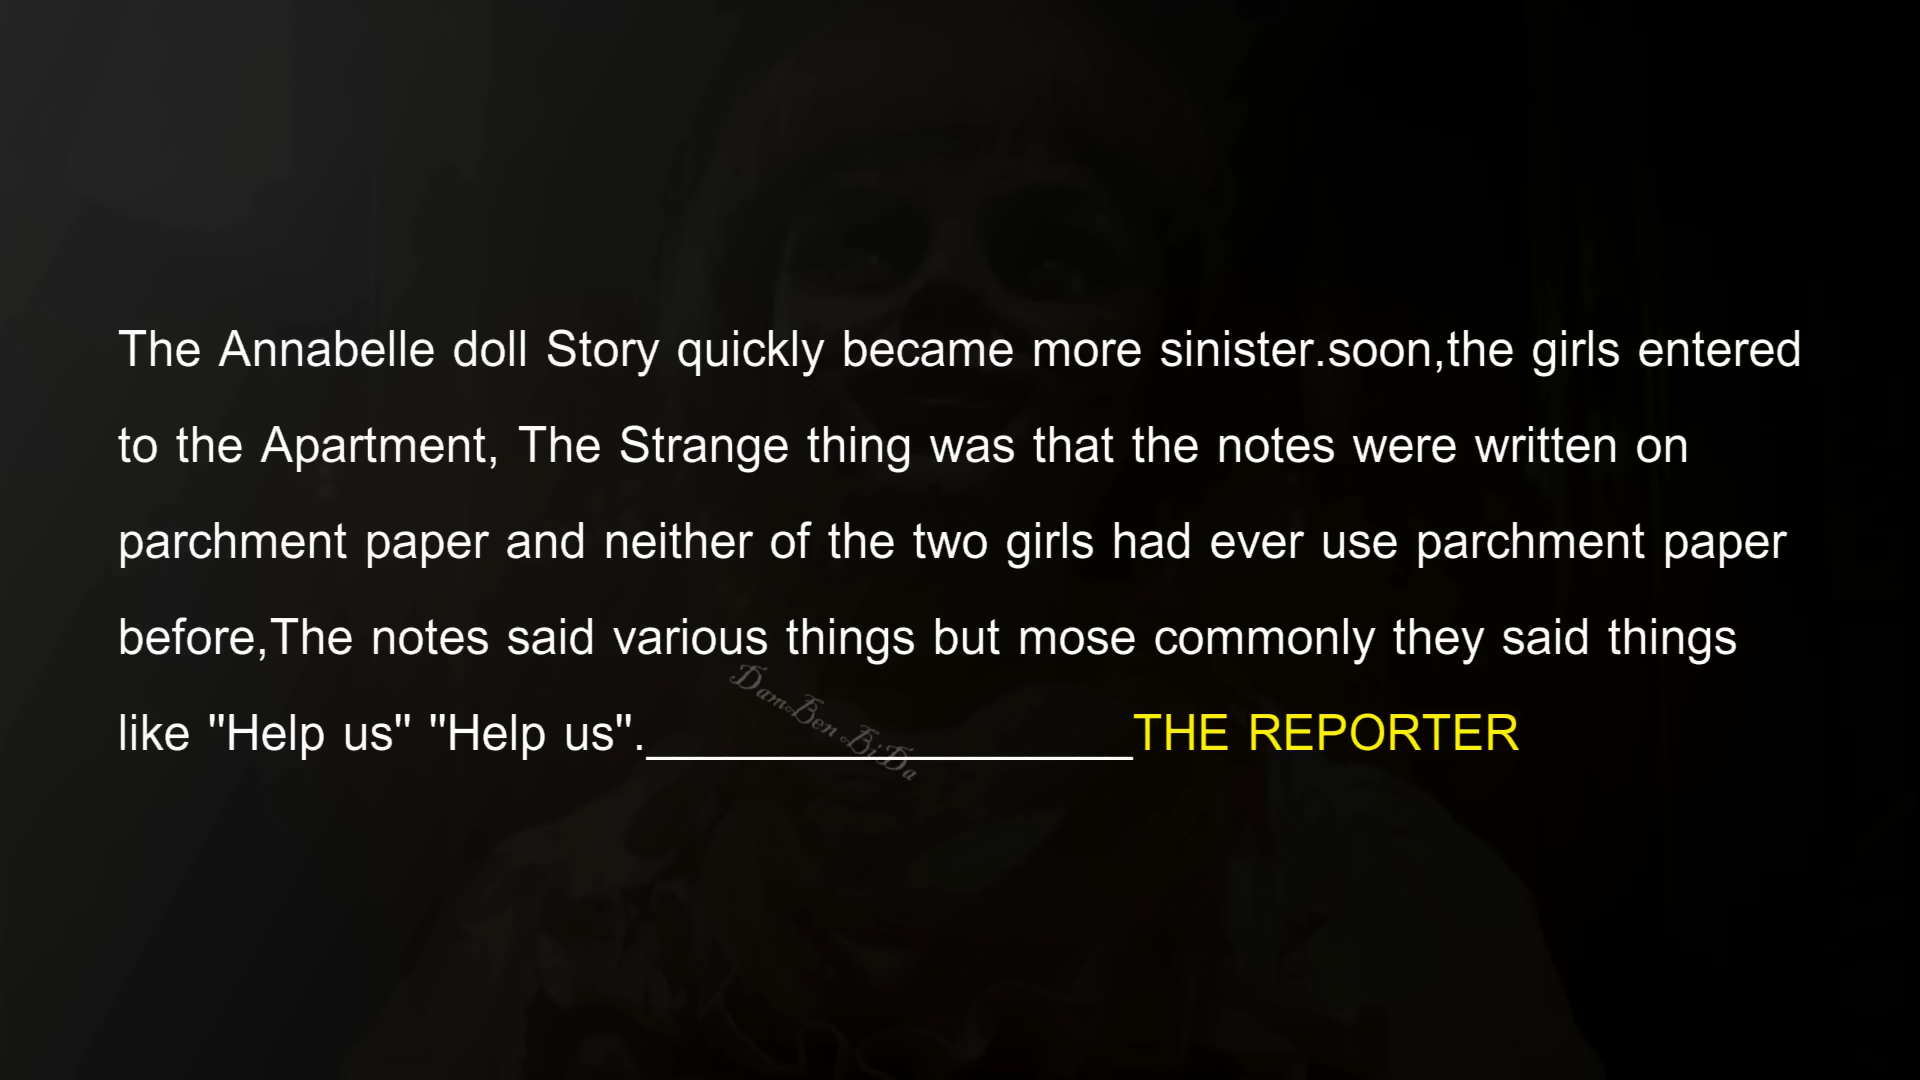 The Annabelle doll Story quickly became more sinister.soon,the girls entered
to the Apartment, The Strange thing was that the notes were written on
parchment paper and neither of the two girls had ever use parchment paper
before,The notes said various things but mose commonly they said things
like "Help us" "Help us".___________________THE REPORTER
Dam.Ben.BiDa